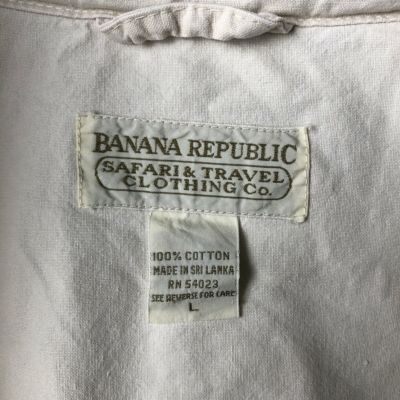 BANANA REPUBLIC
SAFARI & TRAVEL
CLOTHING Co.
100% COTTON
MADE IN SRI LANKA
RN 54023
SEE REVERSE FOR CARE
L